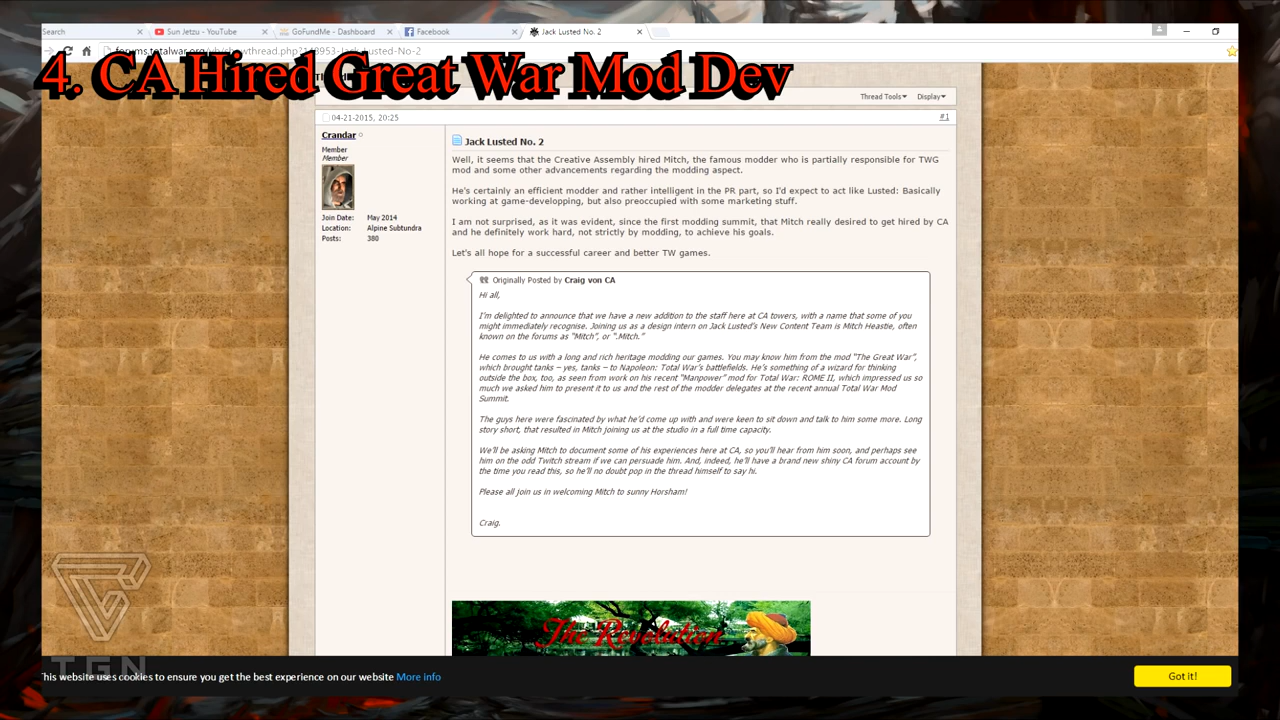 Search
Sun Jetzu - YouTube
GoFundMe - Dashboard
Facebook
Jack Lusted No. 2
4. CA Hired Great War Mod Dev
Thread Tools
Display
04-21-2015, 20:25
#1
Crandar
Member
Member
Join Date: May 2014
Location: Alpine Subtundra
Posts: 380
Jack Lusted No. 2
Well, it seems that the Creative Assembly hired Mitch, the famous modder who is partially responsible for TWG
mod and some other advancements regarding the modding aspect.
He's certainly an efficient modder and rather intelligent in the PR part, so I'd expect to act like Lusted: Basically
working at game-developping, but also preoccupied with some marketing stuff.
I am not surprised, as it was evident, since the first modding summit, that Mitch really desired to get hired by CA
and he definitely work hard, not strictly by modding, to achieve his goals.
Let's all hope for a successful career and better TW games.
Originally Posted by Craig von CA
Hi all,
I'm delighted to announce that we have a new addition to the staff here at CA towers, with a name that some of you
might immediately recognise. Joining us as a design intern on Jack Lusted's New Content Team is Mitch Heastie, often
known on the forums as "Mitch", or ".Mitch."
He comes to us with a long and rich heritage modding our games. You may know him from the mod "The Great War",
which brought tanks – yes, tanks – to Napoleon: Total War's battlefields. He's something of a wizard for thinking
outside the box, too, as seen from work on his recent "Manpower" mod for Total War: ROME II, which impressed us so
much we asked him to present it to us and the rest of the modder delegates at the recent annual Total War Mod
Summit.
The guys here were fascinated by what he'd come up with and were keen to sit down and talk to him some more. Long
story short, that resulted in Mitch joining us at the studio in a full time capacity.
We'll be asking Mitch to document some of his experiences here at CA, so you'll hear from him soon, and perhaps see
him on the odd Twitch stream if we can persuade him. And, indeed, he'll have a brand new shiny CA forum account by
the time you read this, so he'll no doubt pop in the thread himself to say hi.
Please all join us in welcoming Mitch to sunny Horsham!
Craig.
The Revolution
TGN
his website uses cookies to ensure you get the best experience on our website More info
Got it!